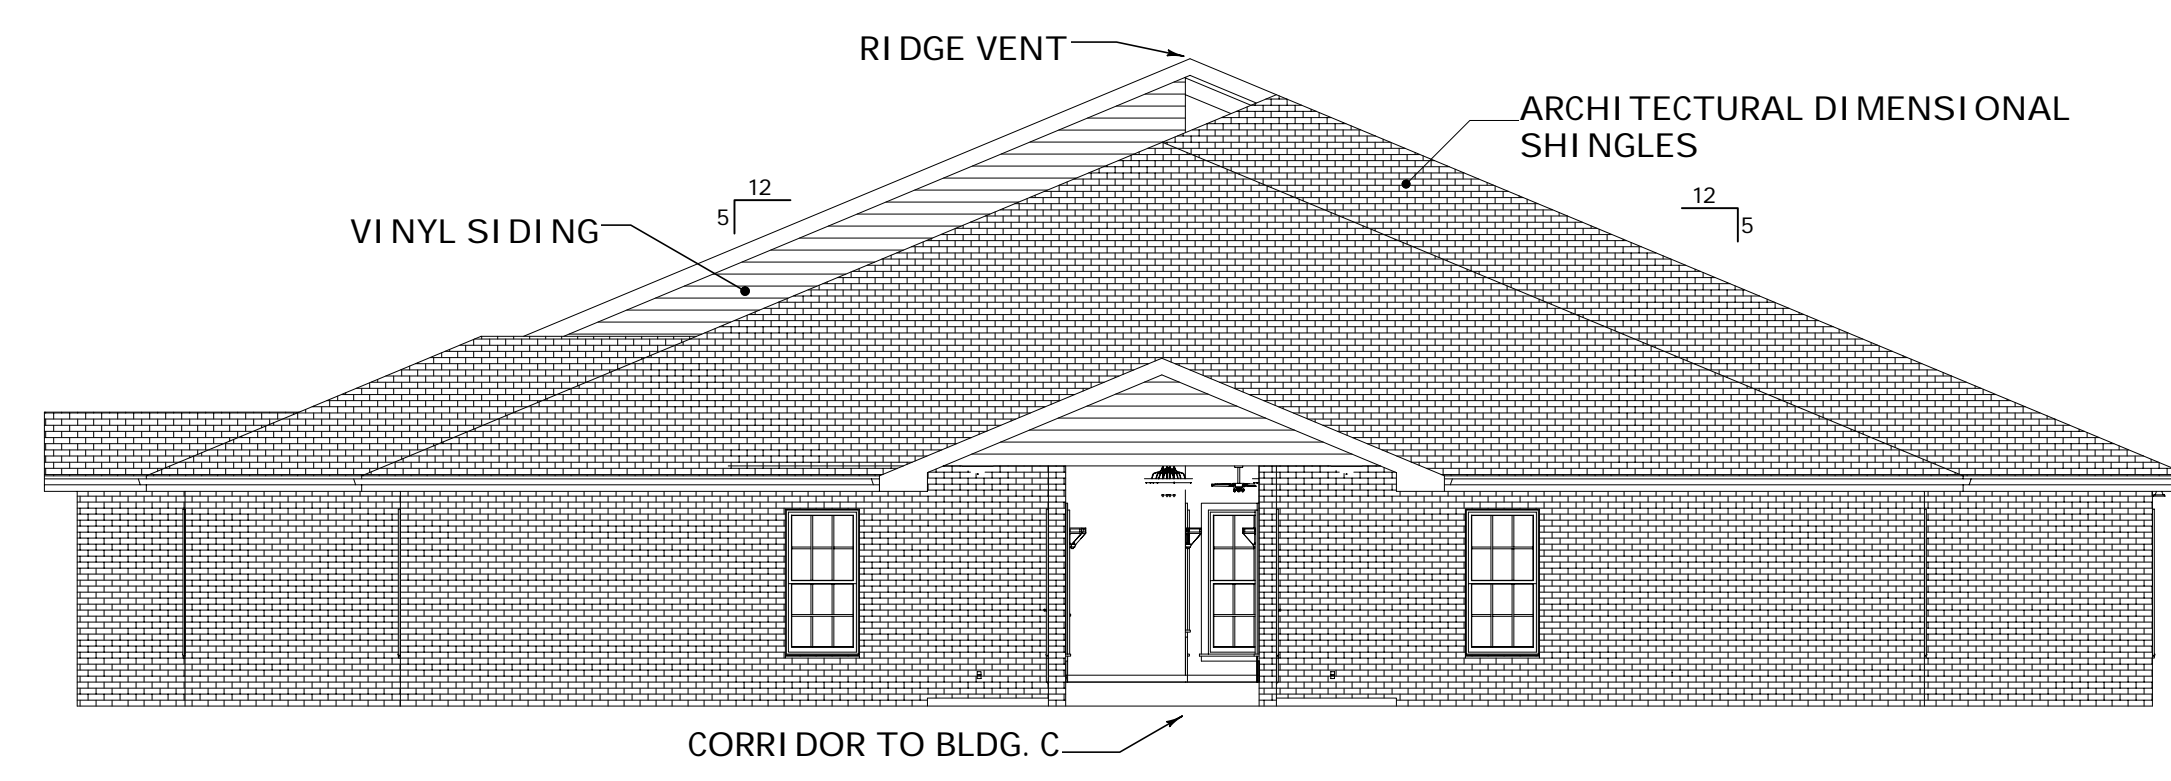 RIDGE VENT
ARCHITECTURAL DIMENSIONAL
SHINGLES
12
5
12
5
VINYL SIDING
CORRIDOR TO BLDG. C